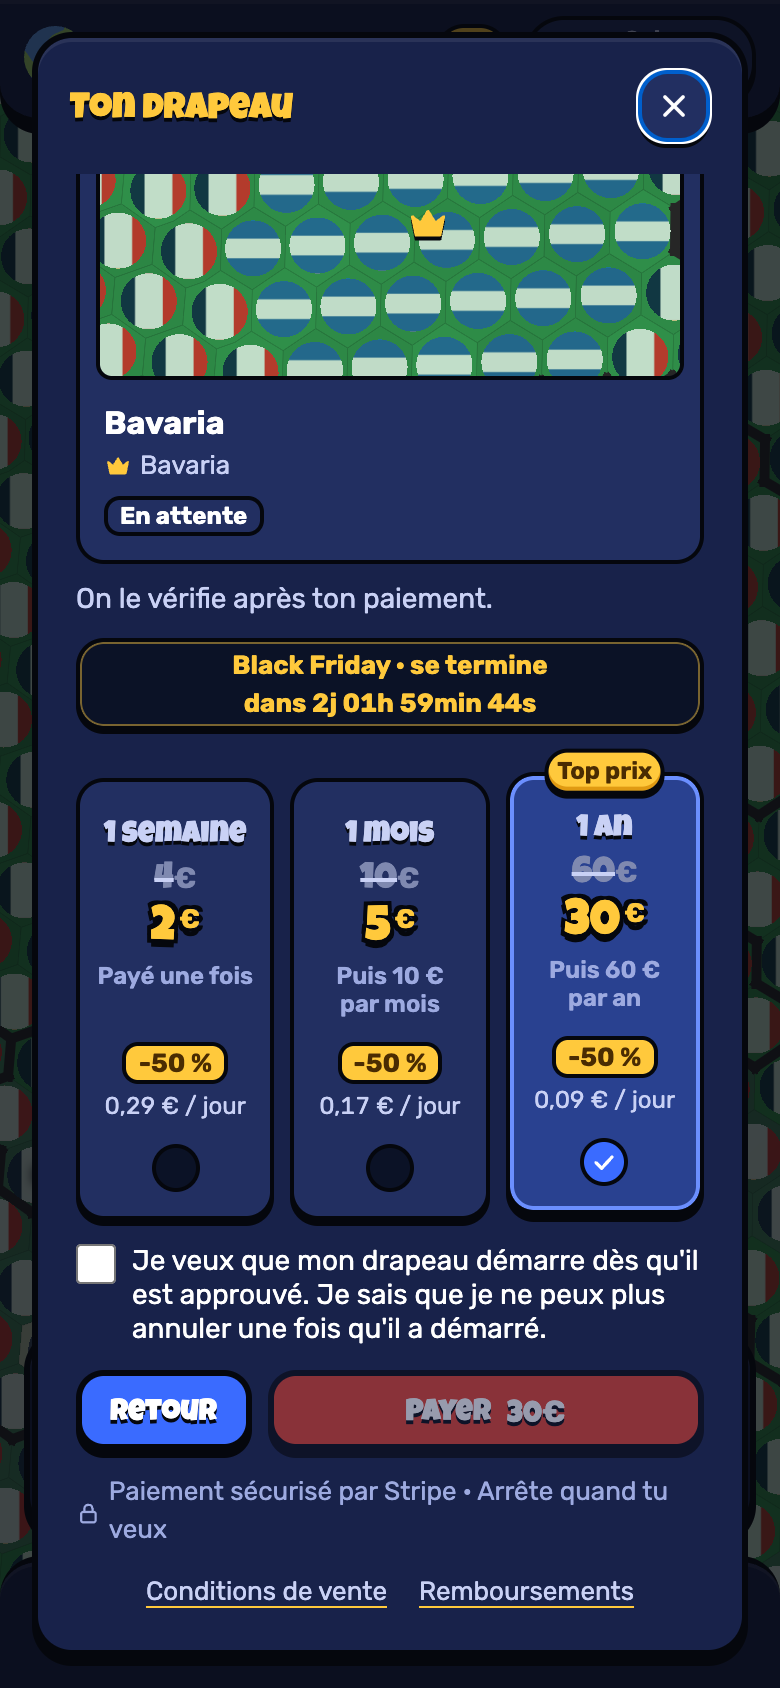 Ton drapeau
Bavaria
Bavaria
En attente
On le vérifie après ton paiement.
Black Friday • se termine
dans 2j 01h 59min 44s
Top prix
1 semaine
4€
2€
Payé une fois
-50 %
0,29 € / jour
1 mois
10€
5€
Puis 10 €
par mois
-50 %
0,17 € / jour
1 an
60€
30€
Puis 60 €
par an
-50 %
0,09 € / jour
Je veux que mon drapeau démarre dès qu'il
est approuvé. Je sais que je ne peux plus
annuler une fois qu'il a démarré.
Retour
Payer 30€
Paiement sécurisé par Stripe • Arrête quand tu
veux
Conditions de vente
Remboursements